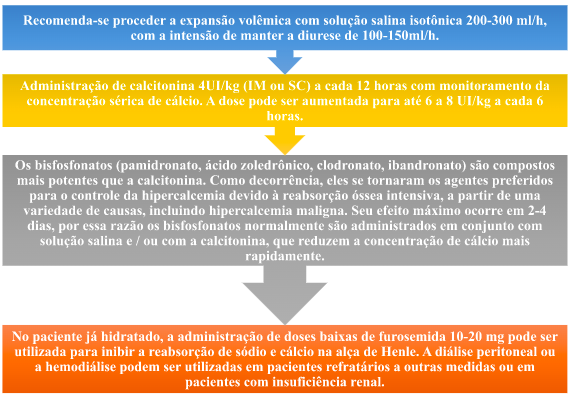 Recomenda-se proceder a expansão volêmica com solução salina isotônica 200-300 ml/h,
com a intensão de manter a diurese de 100-150ml/h.
Administração de calcitonina 4UI/kg (IM ou SC) a cada 12 horas com monitoramento da
concentração sérica de cálcio. A dose pode ser aumentada para até 6 a 8 UI/kg a cada 6
horas.
Os bisfosfonatos (pamidronato, ácido zoledrônico, clodronato, ibandronato) são compostos
mais potentes que a calcitonina. Como decorrência, eles se tornaram os agentes preferidos
para o controle da hipercalcemia devido à reabsorção óssea intensiva, a partir de uma
variedade de causas, incluindo hipercalcemia maligna. Seu efeito máximo ocorre em 2-4
dias, por essa razão os bisfosfonatos normalmente são administrados em conjunto com
solução salina e / ou com a calcitonina, que reduzem a concentração de cálcio mais
rapidamente.
No paciente já hidratado, a administração de doses baixas de furosemida 10-20 mg pode ser
utilizada para inibir a reabsorção de sódio e cálcio na alça de Henle. A diálise peritoneal ou
a hemodiálise podem ser utilizadas em pacientes refratários a outras medidas ou em
pacientes com insuficiência renal.